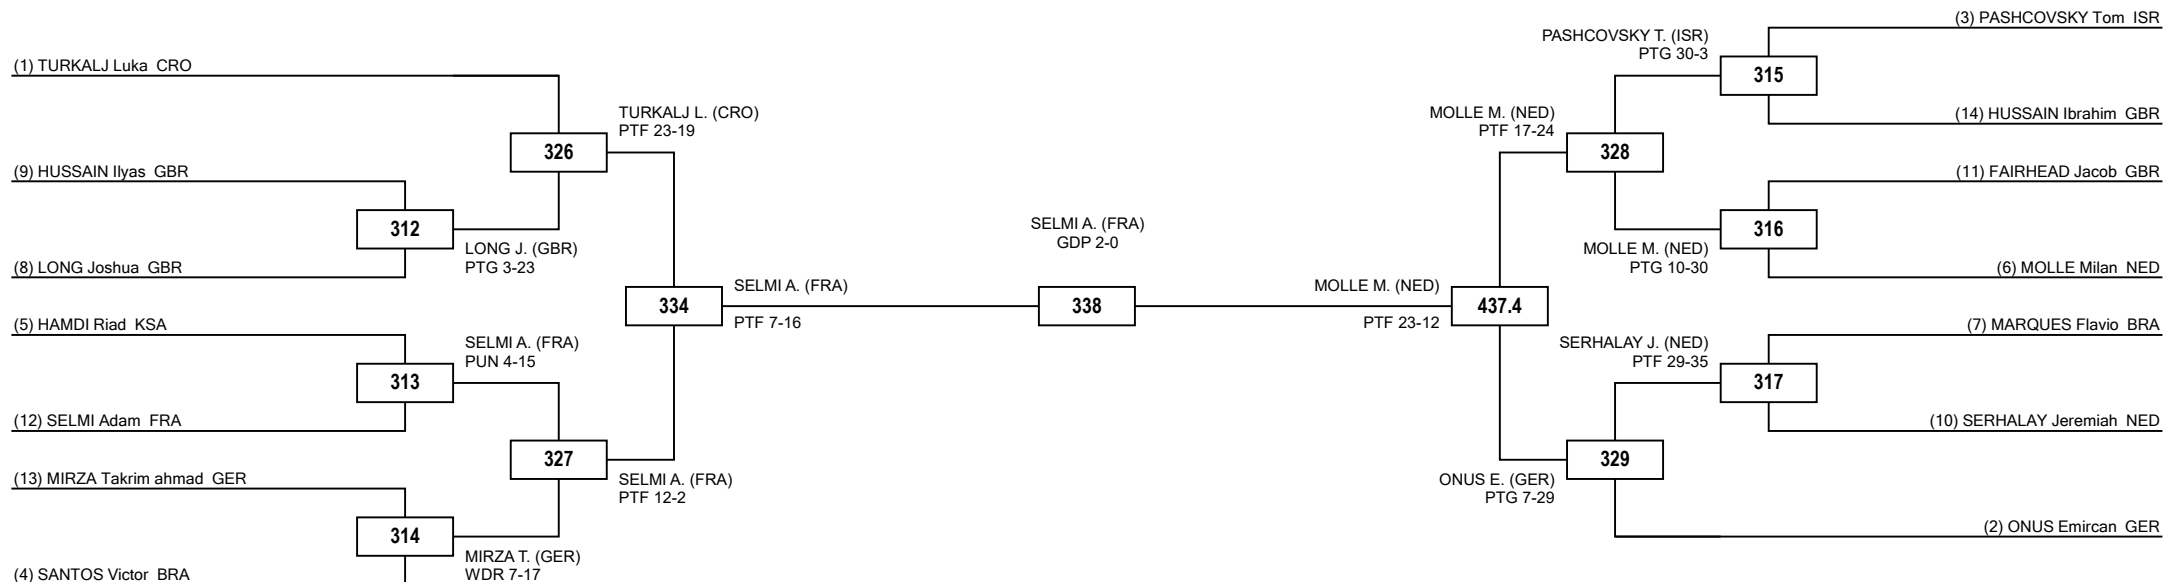 (3) PASHCOVSKY Tom ISR
PASHCOVSKY T. (ISR)
PTG 30-3
(1) TURKALJ Luka CRO
315
TURKALJ L. (CRO)
PTF 23-19
MOLLE M. (NED)
PTF 17-24
(14) HUSSAIN Ibrahim GBR
326
328
(9) HUSSAIN Ilyas GBR
(11) FAIRHEAD Jacob GBR
312
SELMI A. (FRA)
GDP 2-0
316
LONG J. (GBR)
PTG 3-23
MOLLE M. (NED)
PTG 10-30
(8) LONG Joshua GBR
(6) MOLLE Milan NED
334
SELMI A. (FRA)
PTF 7-16
338
MOLLE M. (NED)
PTF 23-12
437.4
(5) HAMDI Riad KSA
(7) MARQUES Flavio BRA
SELMI A. (FRA)
PUN 4-15
SERHALAY J. (NED)
PTF 29-35
313
317
(12) SELMI Adam FRA
(10) SERHALAY Jeremiah NED
327
329
(13) MIRZA Takrim ahmad GER
SELMI A. (FRA)
PTF 12-2
ONUS E. (GER)
PTG 7-29
314
(2) ONUS Emircan GER
MIRZA T. (GER)
WDR 7-17
(4) SANTOS Victor BRA